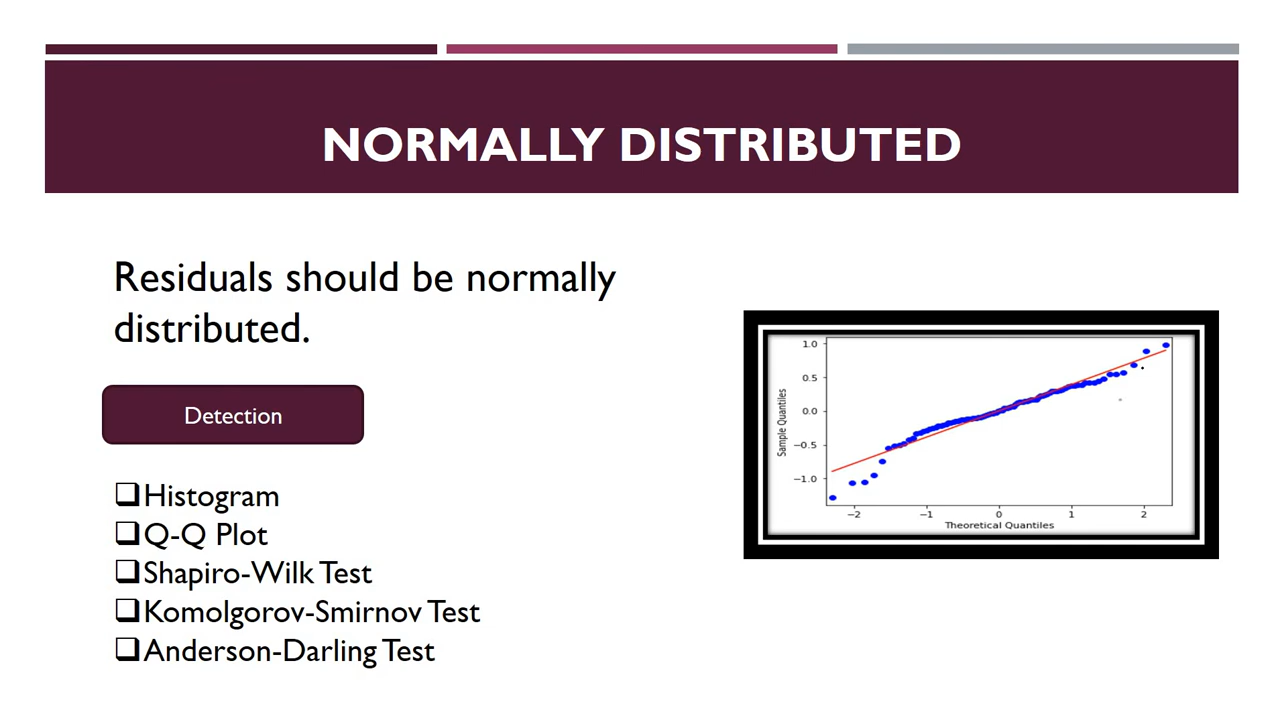 NORMALLY DISTRIBUTED
Residuals should be normally
distributed.
Detection
❑Histogram
❑Q-Q Plot
❑Shapiro-Wilk Test
❑Komolgorov-Smirnov Test
❑Anderson-Darling Test
Sample Quantiles
1.0
0.5
0.0
−0.5
−1.0
−2 −1 0 1 2
Theoretical Quantiles